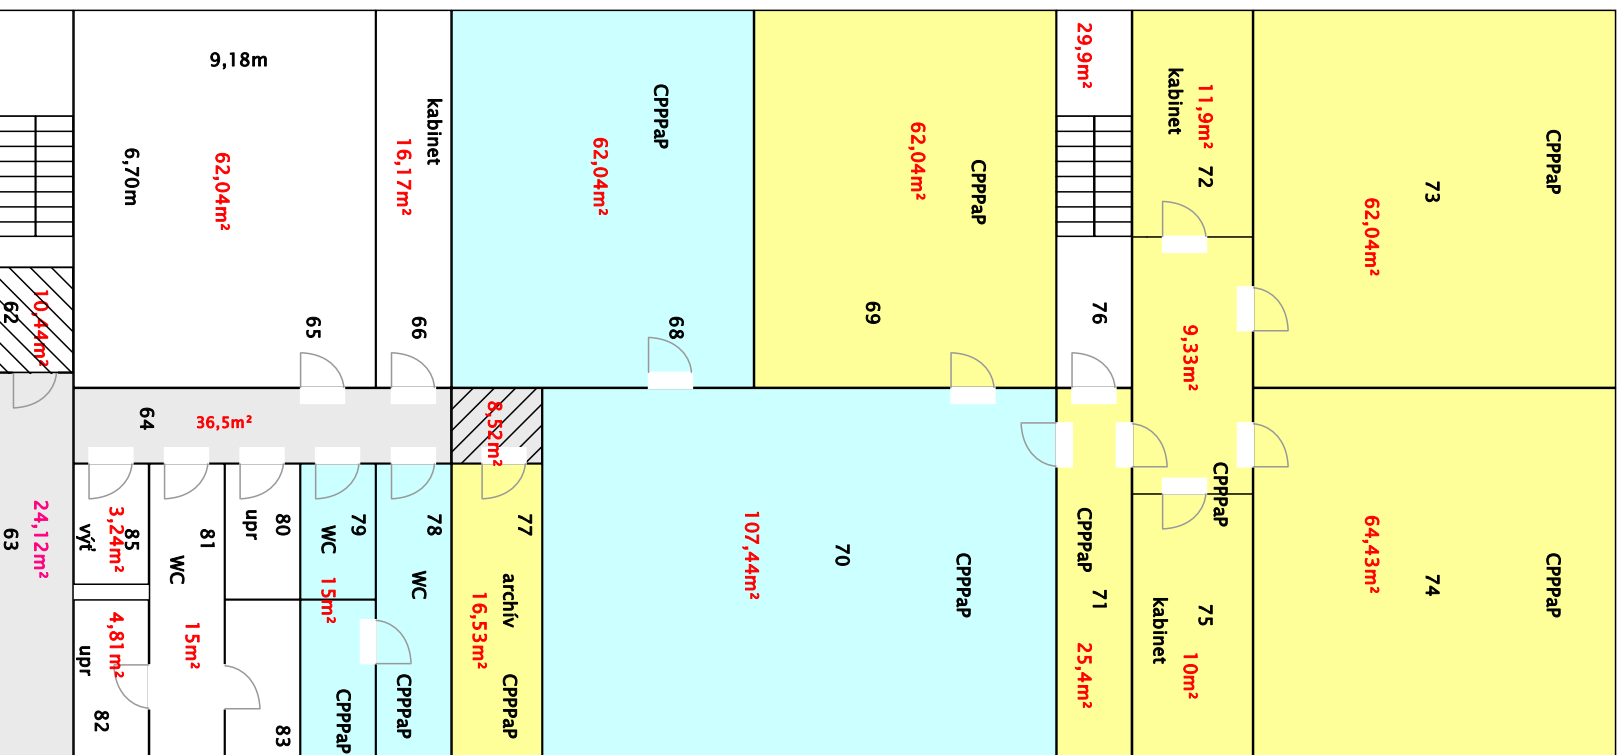 9,18m
6,70m
62,04m²
65
kabinet
16,17m²
66
CPPPaP
62,04m²
68
62,04m²
CPPPaP
69
29,9m²
76
kabinet
11,9m²
72
9,33m²
CPPPaP
CPPPaP
73
62,04m²
62
10,44m²
64
36,5m²
8,52m²
63
24,12m²
výť
3,24m²
85
upr
4,81m²
82
WC
81
15m²
upr
80
83
WC
79
15m²
CPPPaP
78
WC
CPPPaP
77
archív
16,53m²
CPPPaP
107,44m²
70
CPPPaP
CPPPaP
71
25,4m²
kabinet
75
10m²
64,43m²
74
CPPPaP